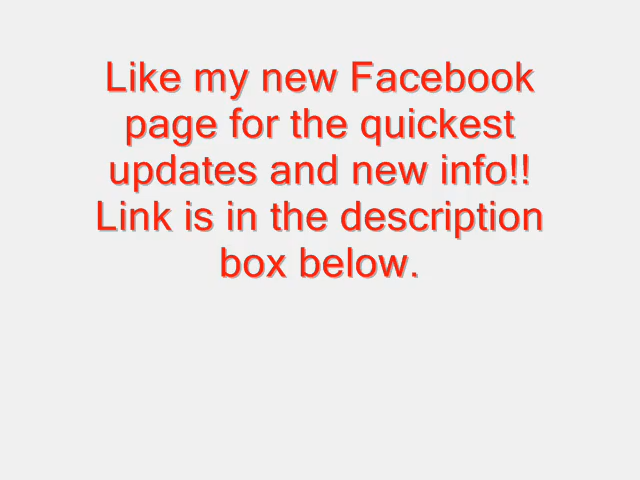 Like my new Facebook
page for the quickest
updates and new info!!
Link is in the description
box below.